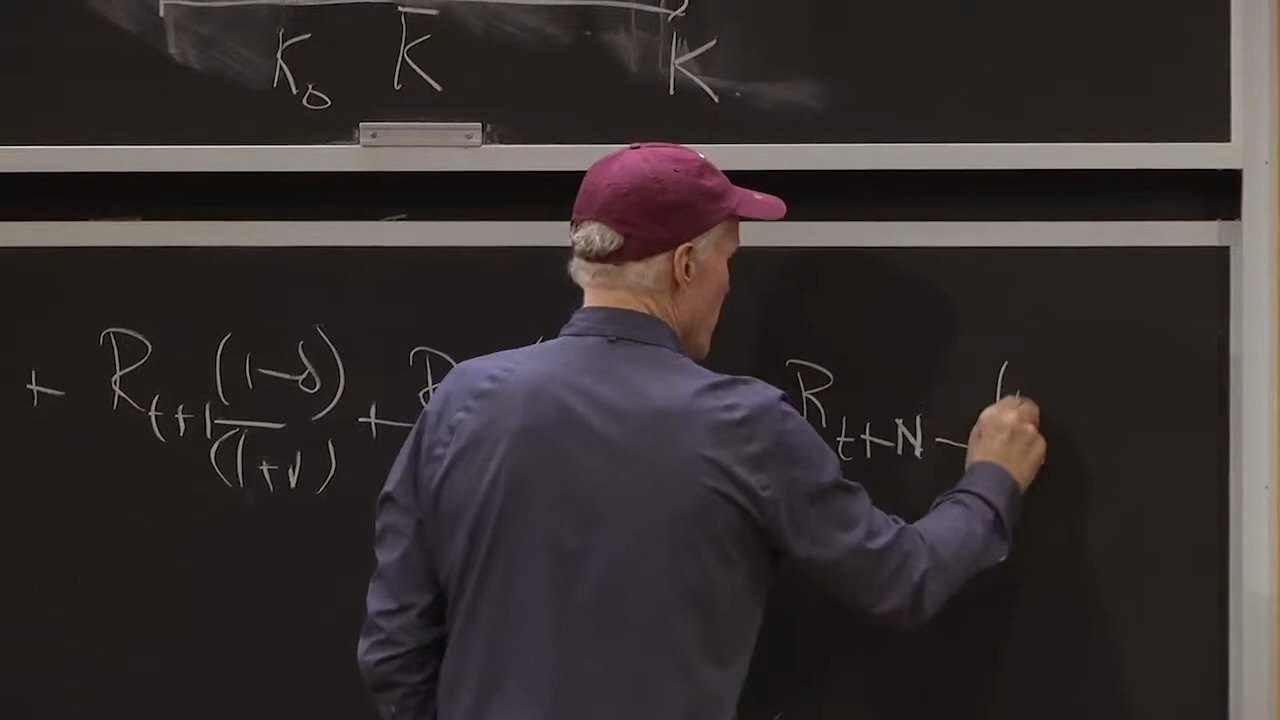 K₀ K̄ K
+ R_{t+1} (1-δ)/(1+r) + R_{t+N} - (